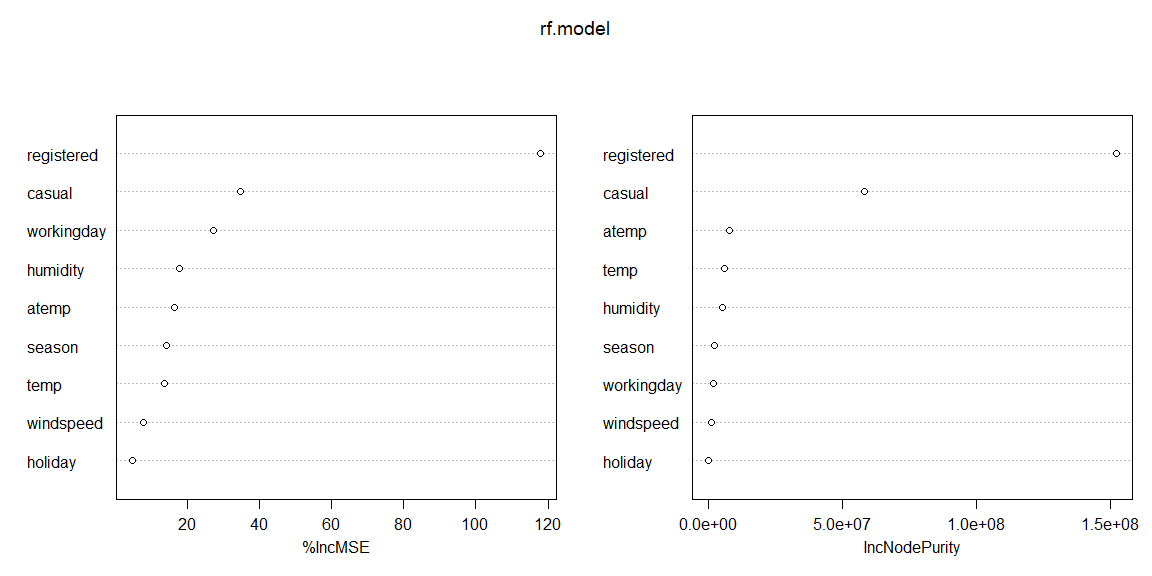 rf.model
registered
casual
workingday
humidity
atemp
season
temp
windspeed
holiday
20 40 60 80 100 120
%IncMSE
registered
casual
atemp
temp
humidity
season
workingday
windspeed
holiday
0.0e+00 5.0e+07 1.0e+08 1.5e+08
IncNodePurity